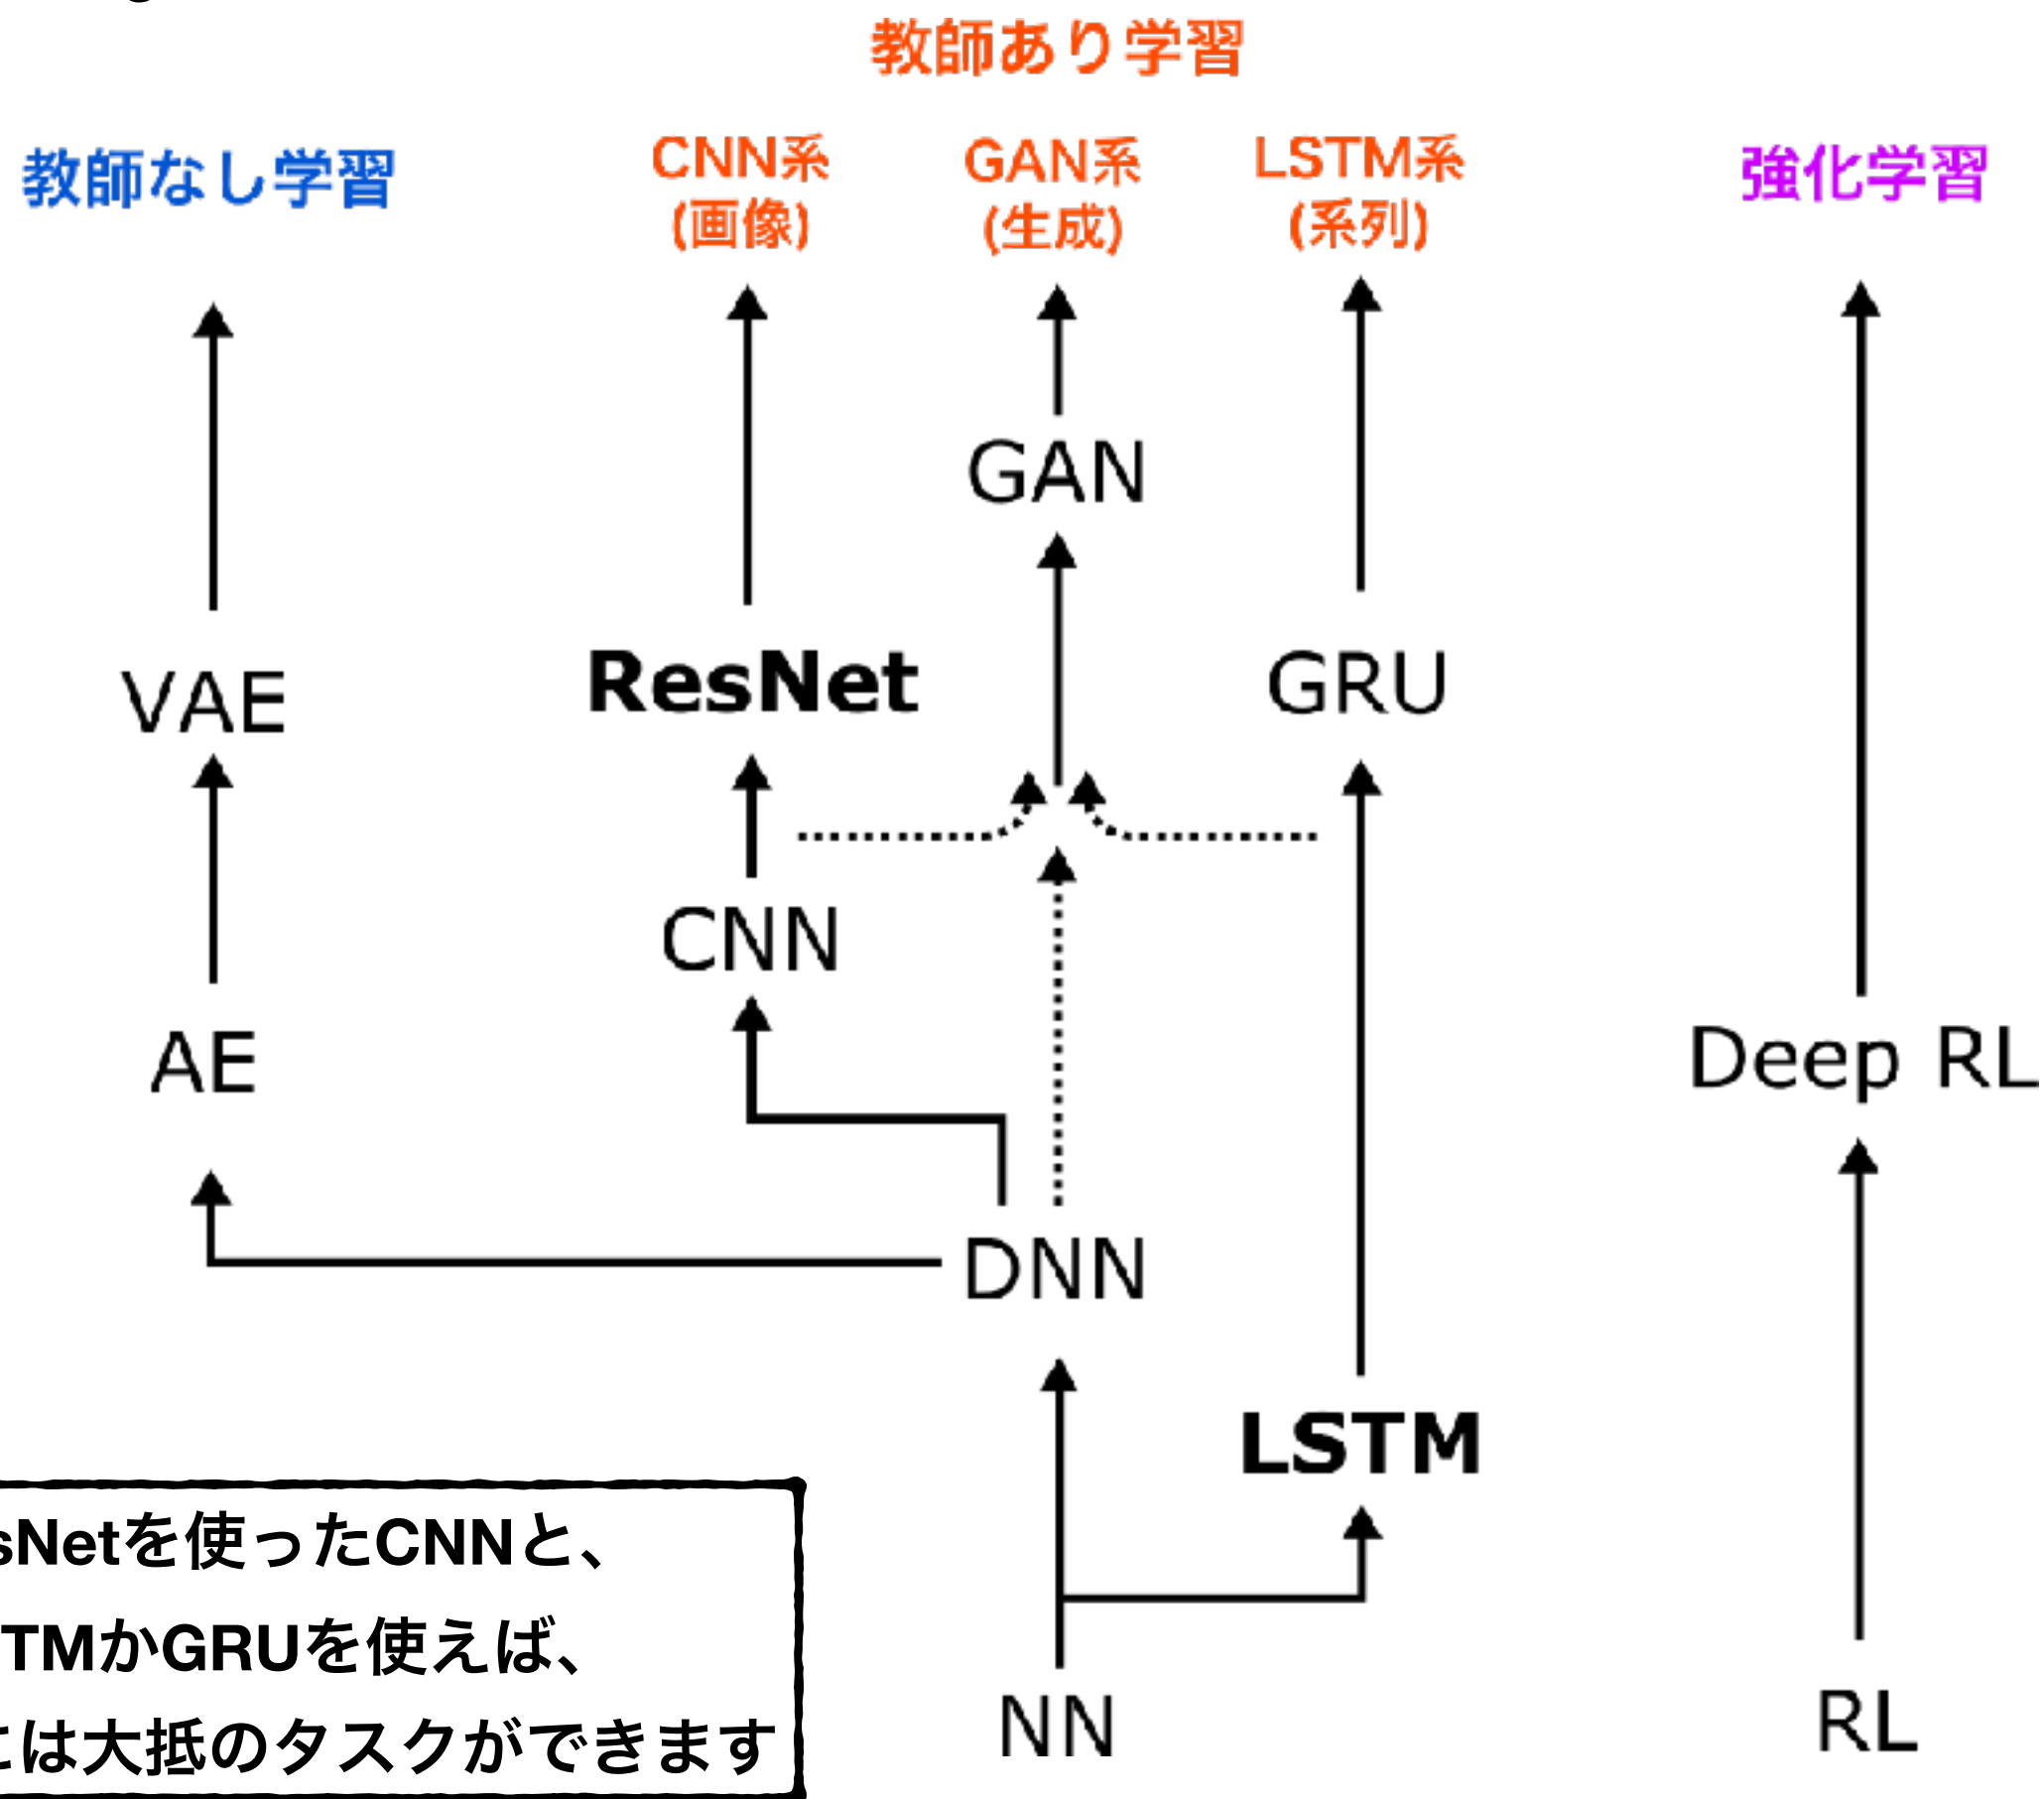 教師あり学習
教師なし学習
CNN系
(画像)
GAN系
(生成)
LSTM系
(系列)
強化学習
GAN
VAE
ResNet
GRU
CNN
AE
Deep RL
DNN
LSTM
NN
RL
sNetを使ったCNNと、
TMかGRUを使えば、
は大抵のタスクができます